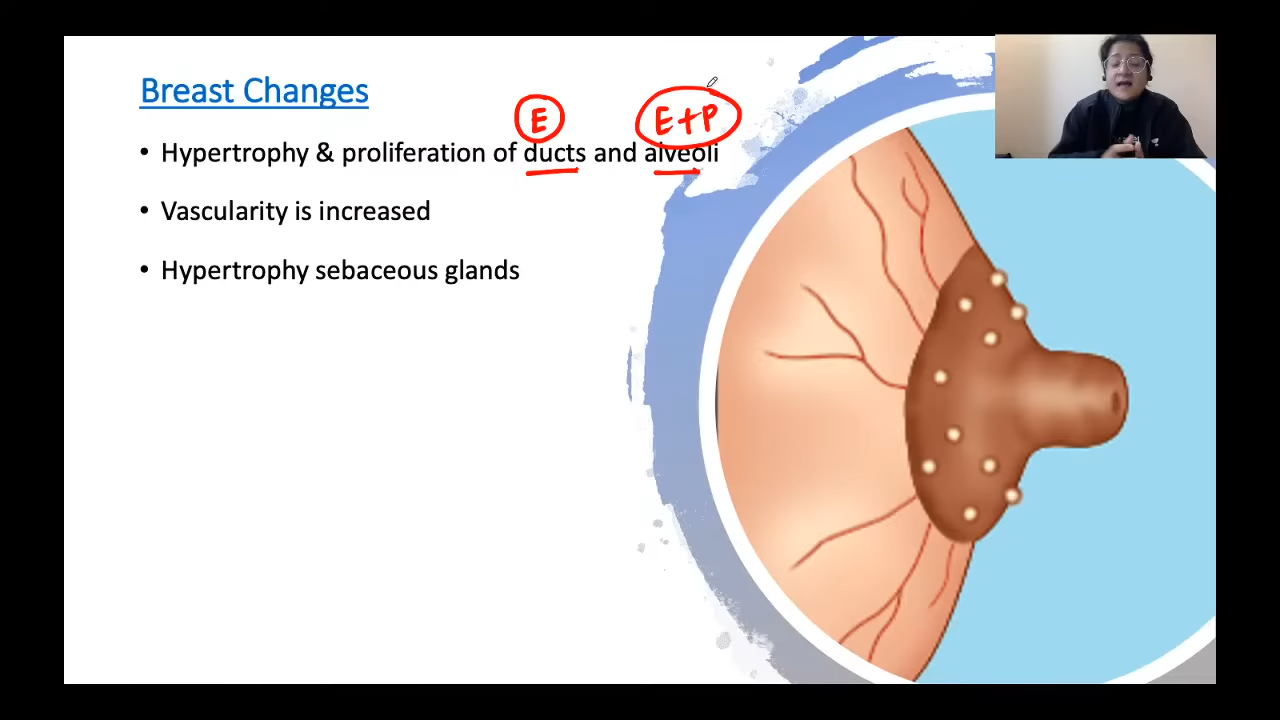 Breast Changes
E E+P
• Hypertrophy & proliferation of ducts and alveoli
• Vascularity is increased
• Hypertrophy sebaceous glands